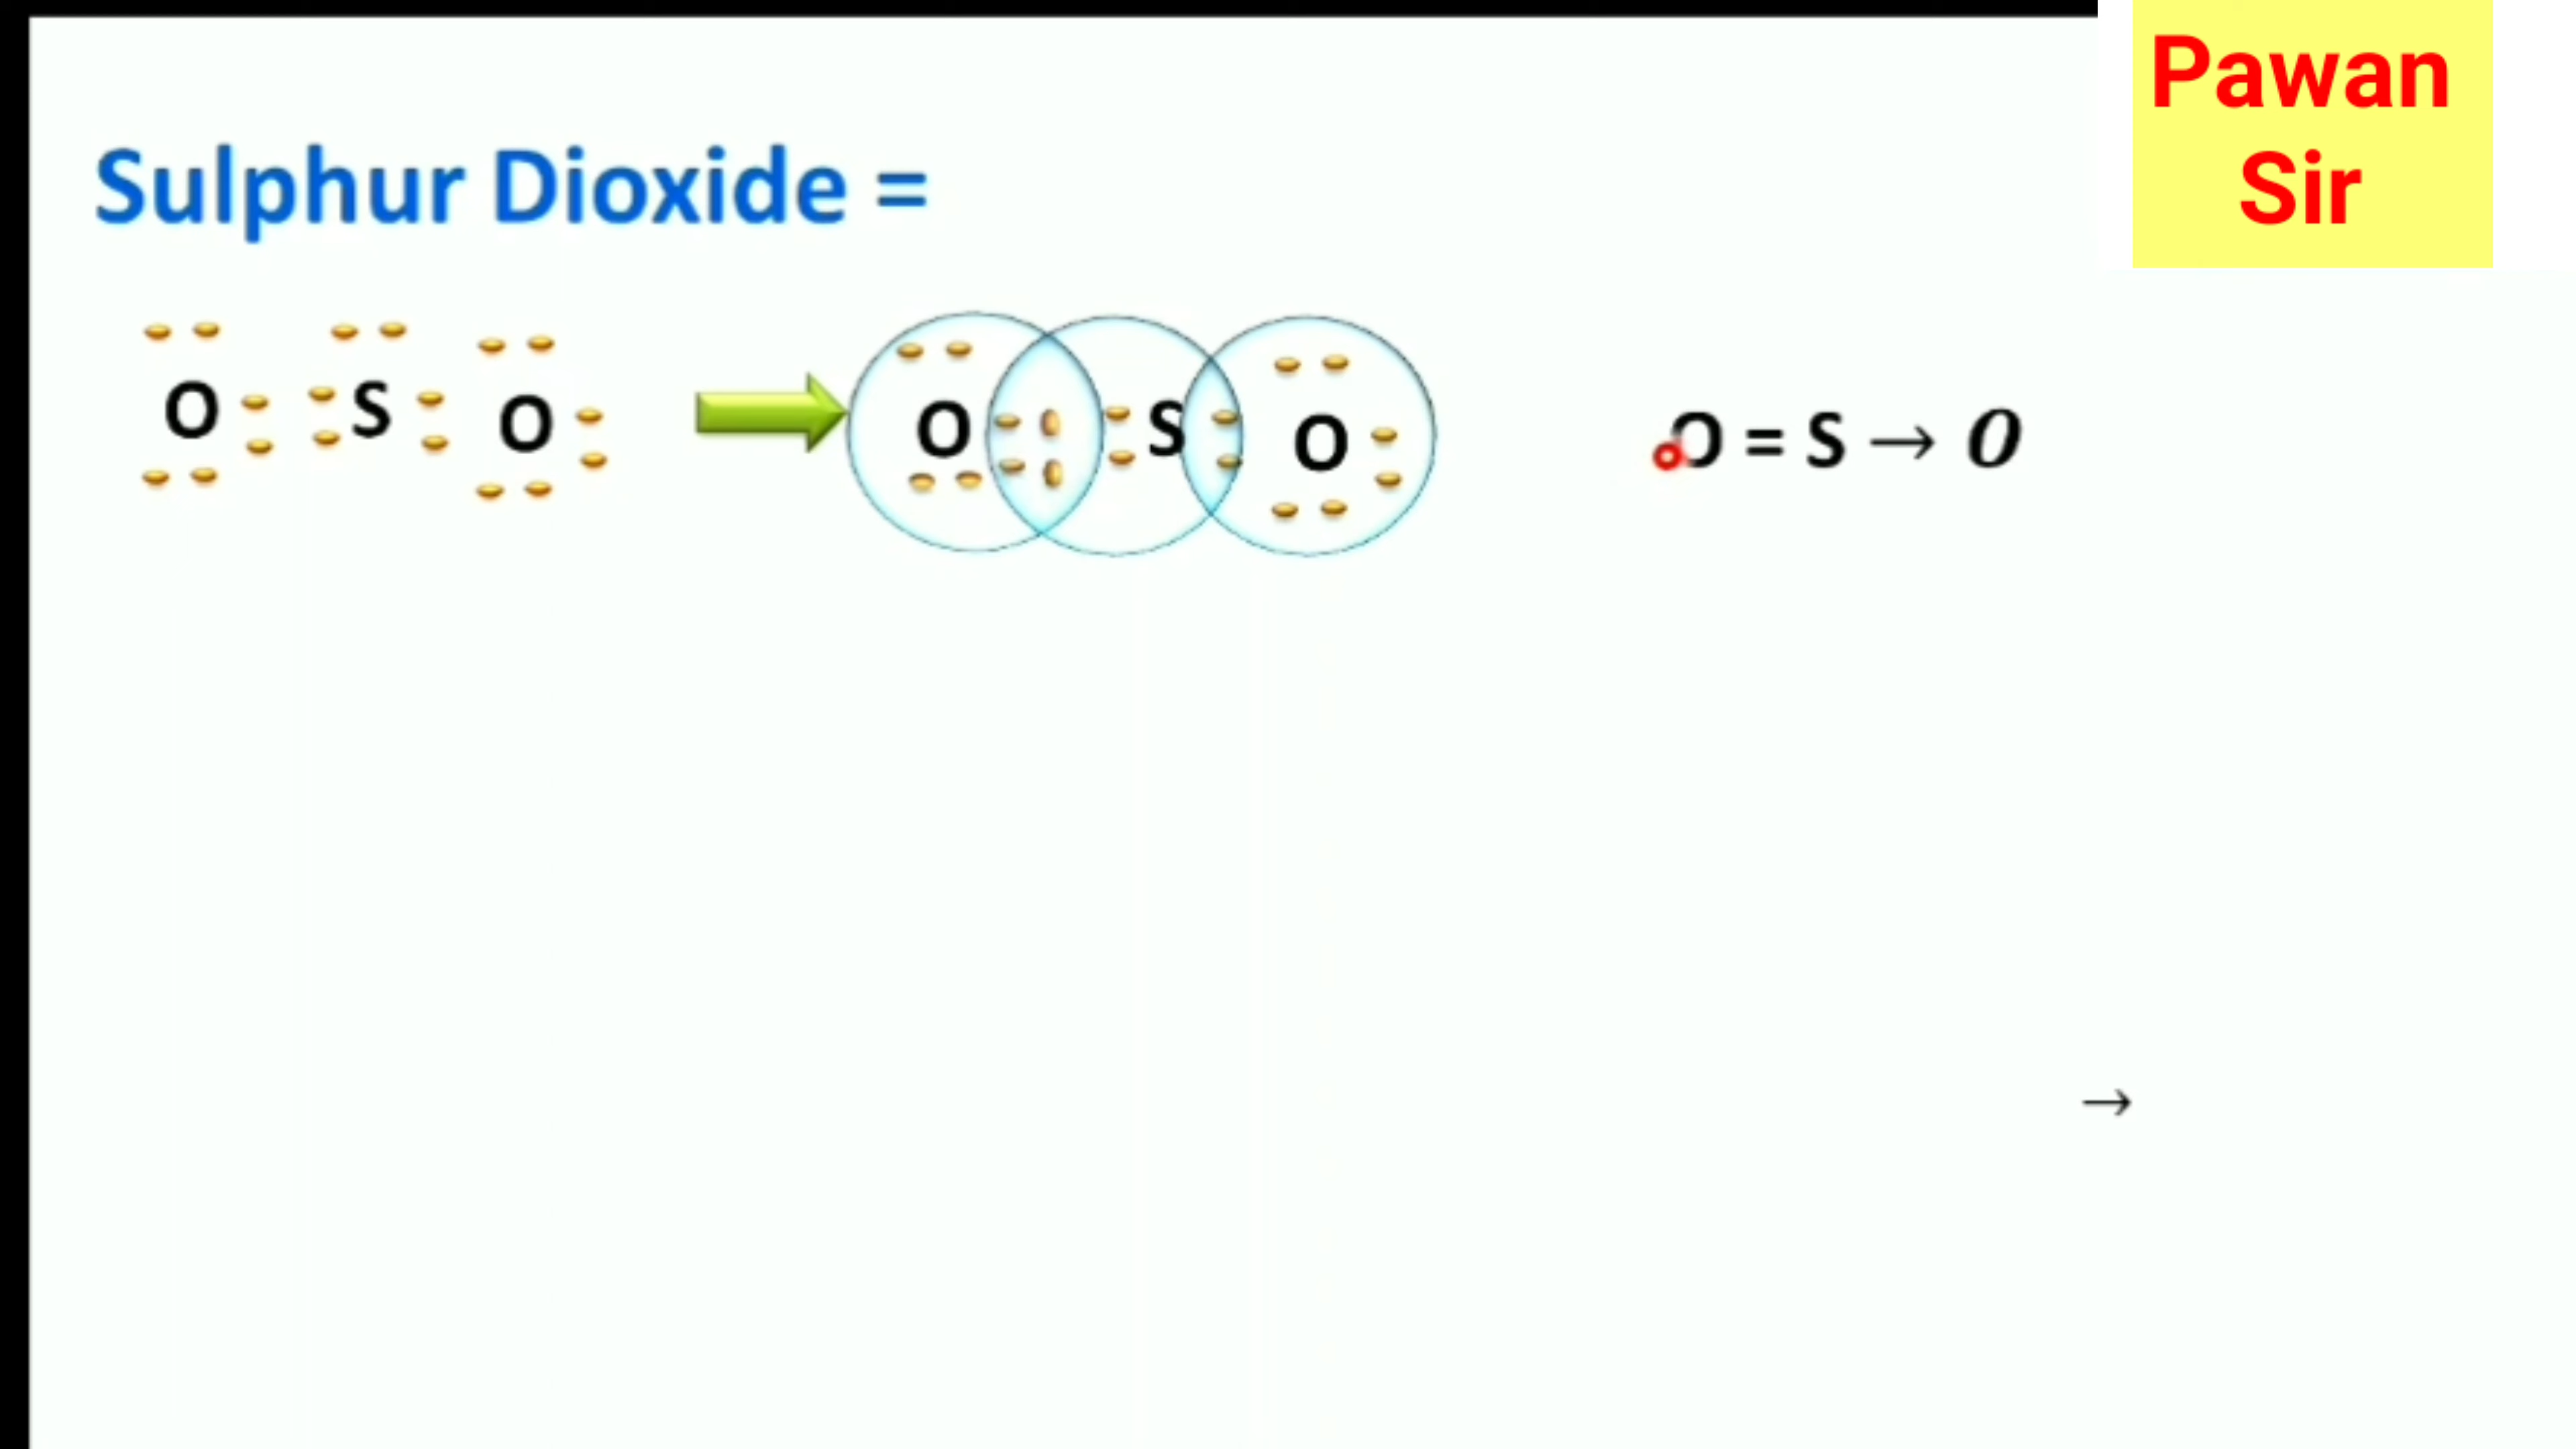 Pawan
Sir
Sulphur Dioxide =
O S O
O S O
O = S → O
→